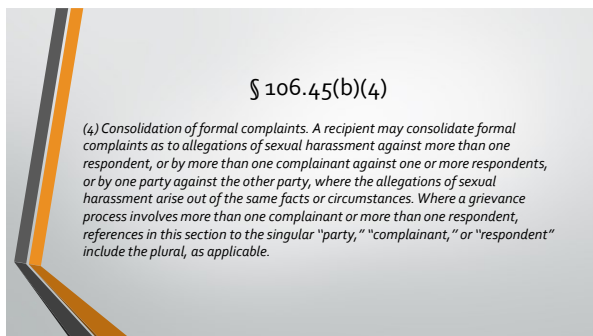 § 106.45(b)(4)
(4) Consolidation of formal complaints. A recipient may consolidate formal
complaints as to allegations of sexual harassment against more than one
respondent, or by more than one complainant against one or more respondents,
or by one party against the other party, where the allegations of sexual
harassment arise out of the same facts or circumstances. Where a grievance
process involves more than one complainant or more than one respondent,
references in this section to the singular “party,” “complainant,” or “respondent”
include the plural, as applicable.